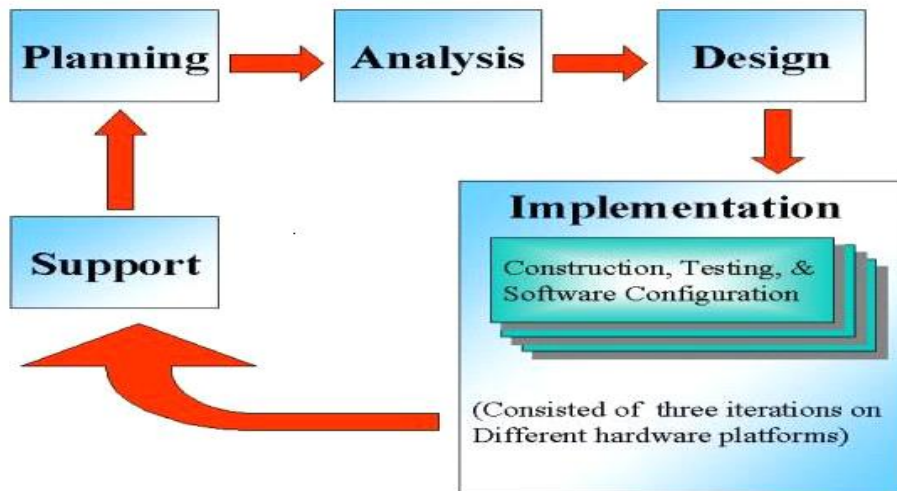 Planning
Analysis
Design
Implementation
Construction, Testing, &
Software Configuration
(Consisted of three iterations on
Different hardware platforms)
Support